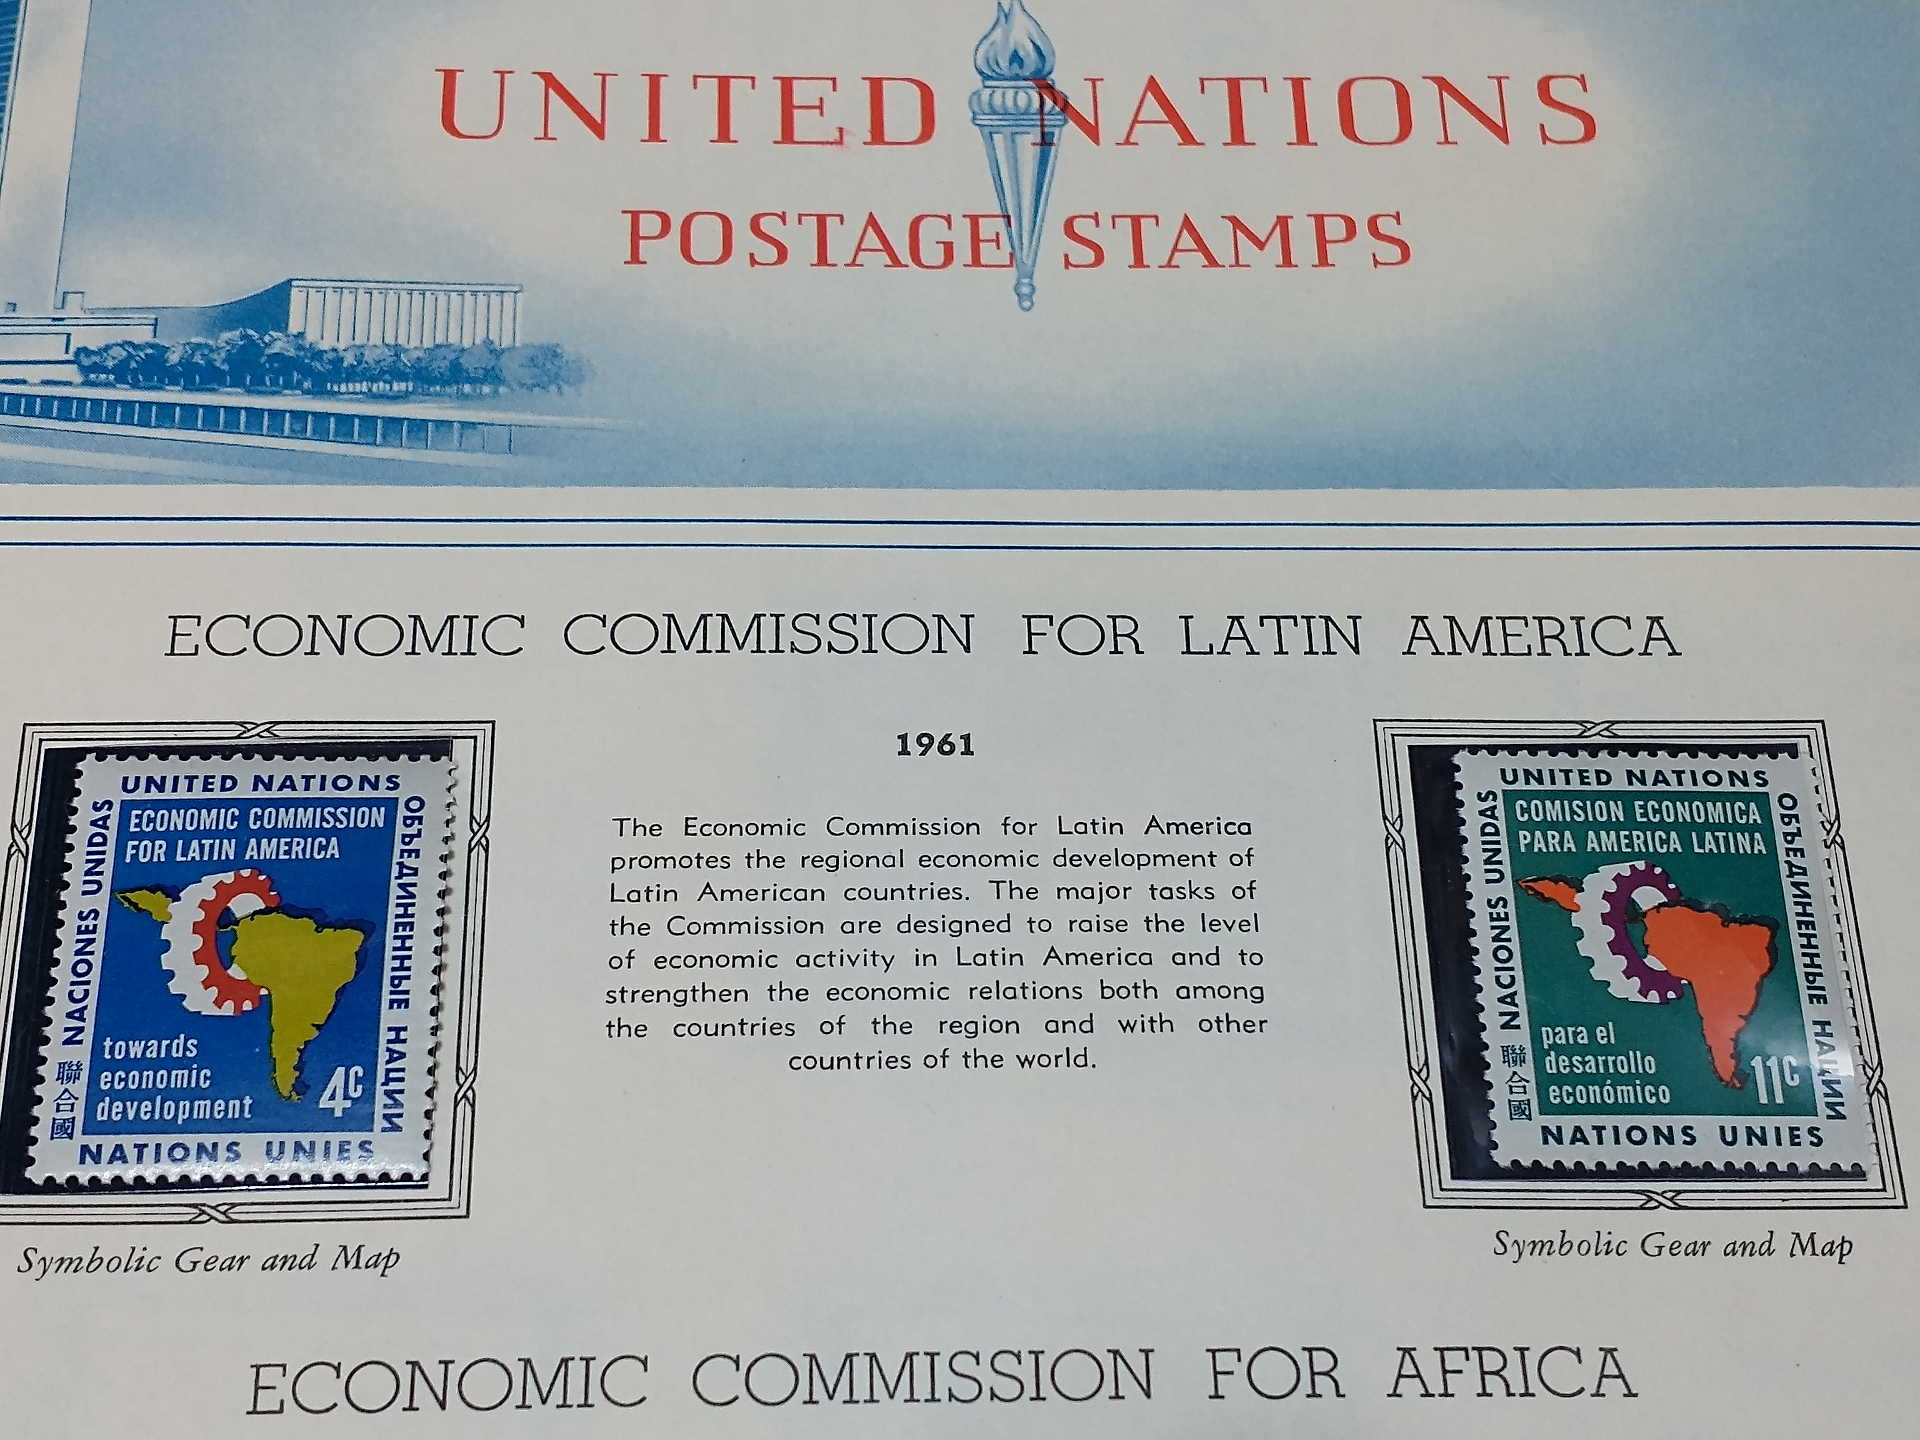 UNITED NATIONS
POSTAGE STAMPS
ECONOMIC COMMISSION FOR LATIN AMERICA
UNITED NATIONS
ECONOMIC COMMISSION
FOR LATIN AMERICA
NACIONES UNIDAS
聯合國
ОБЪЕДИНЕННЫЕ НАЦИИ
towards
economic
development
4c
NATIONS UNIES
Symbolic Gear and Map
1961
The Economic Commission for Latin America
promotes the regional economic development of
Latin American countries. The major tasks of
the Commission are designed to raise the level
of economic activity in Latin America and to
strengthen the economic relations both among
the countries of the region and with other
countries of the world.
UNITED NATIONS
COMISION ECONOMICA
PARA AMERICA LATINA
NACIONES UNIDAS
聯合國
ОБЪЕДИНЕННЫЕ НАЦИИ
para el
desarrollo
económico
11c
NATIONS UNIES
Symbolic Gear and Map
ECONOMIC COMMISSION FOR AFRICA